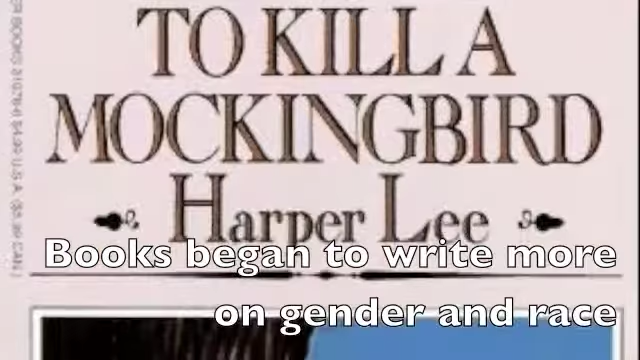 TO KILL A
MOCKINGBIRD
Harper Lee
Books began to write more
on gender and race